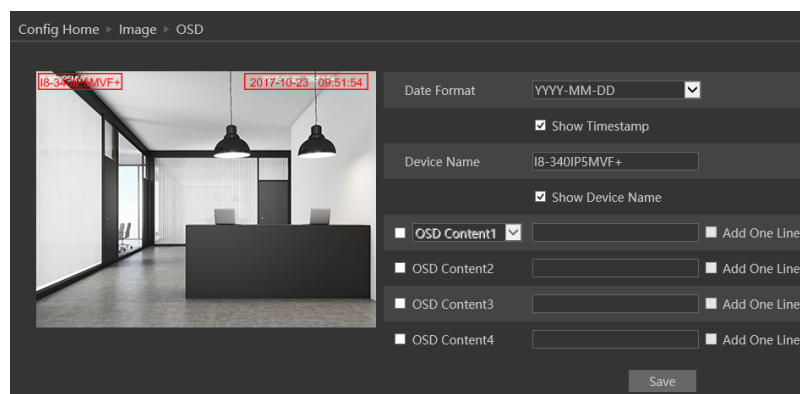 Config Home ▸ Image ▸ OSD
2017-10-23 09:51:54
Date Format YYYY-MM-DD
Show Timestamp
Device Name I8-340IP5MVF+
Show Device Name
OSD Content1 Add One Line
OSD Content2 Add One Line
OSD Content3 Add One Line
OSD Content4 Add One Line
Save